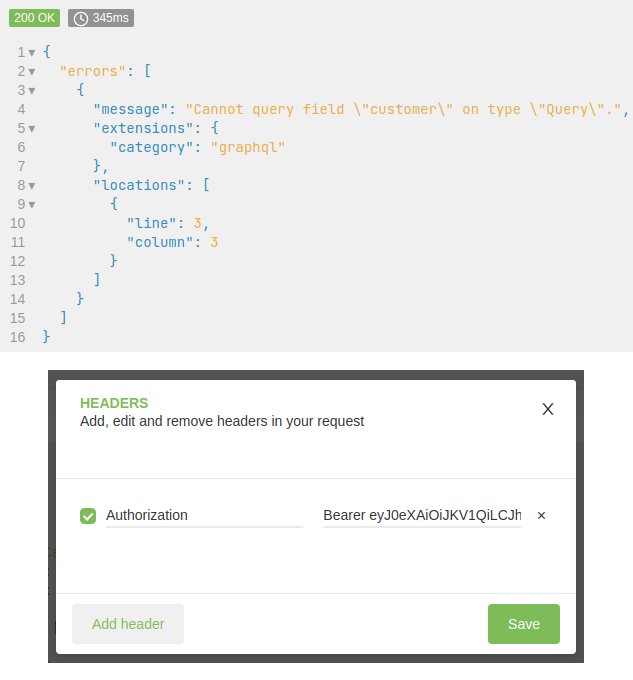 200 OK 345ms
1 {
2 "errors": [
3 {
4 "message": "Cannot query field \"customer\" on type \"Query\".",
5 "extensions": {
6 "category": "graphql"
7 },
8 "locations": [
9 {
10 "line": 3,
11 "column": 3
12 }
13 ]
14 }
15 ]
16 }
HEADERS X
Add, edit and remove headers in your request
Authorization Bearer eyJ0eXAiOiJKV1QiLCJh ×
Add header Save